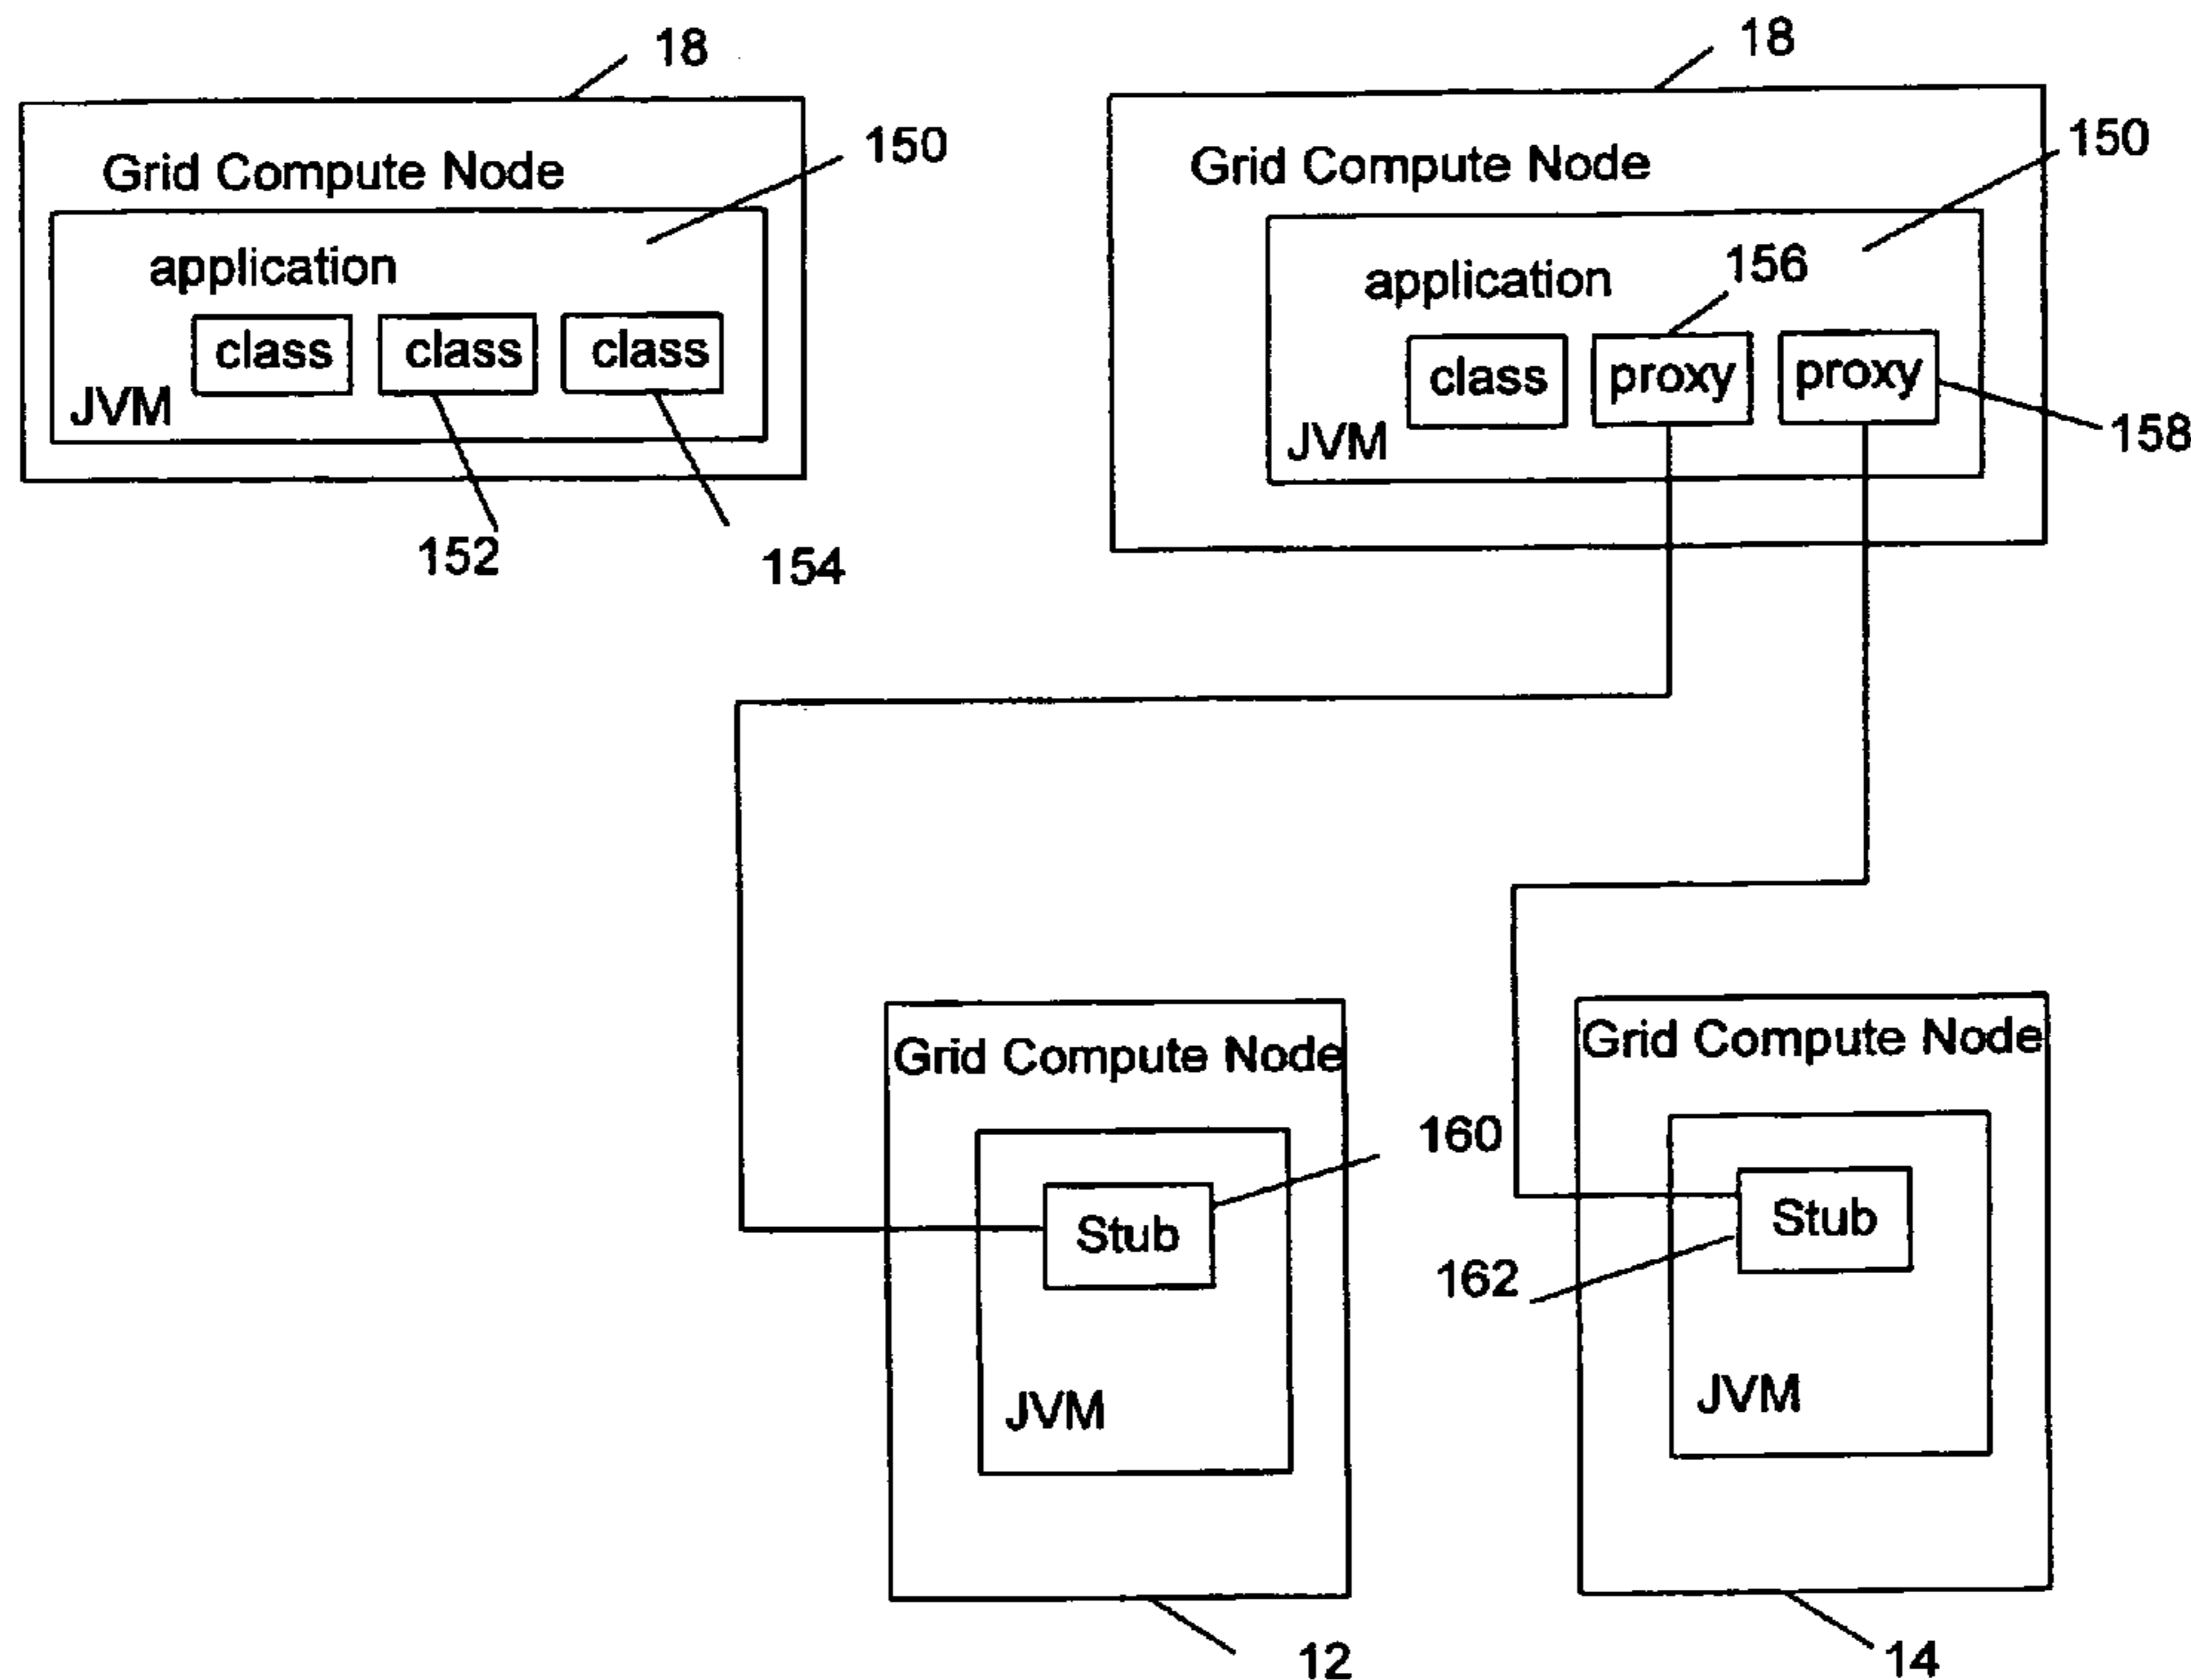 18
18
150
150
Grid Compute Node
Grid Compute Node
application
156
application
class
class
class
class
proxy
proxy
JVM
JVM
158
152
154
Grid Compute Node
Grid Compute Node
160
Stub
Stub
162
JVM
JVM
12
14